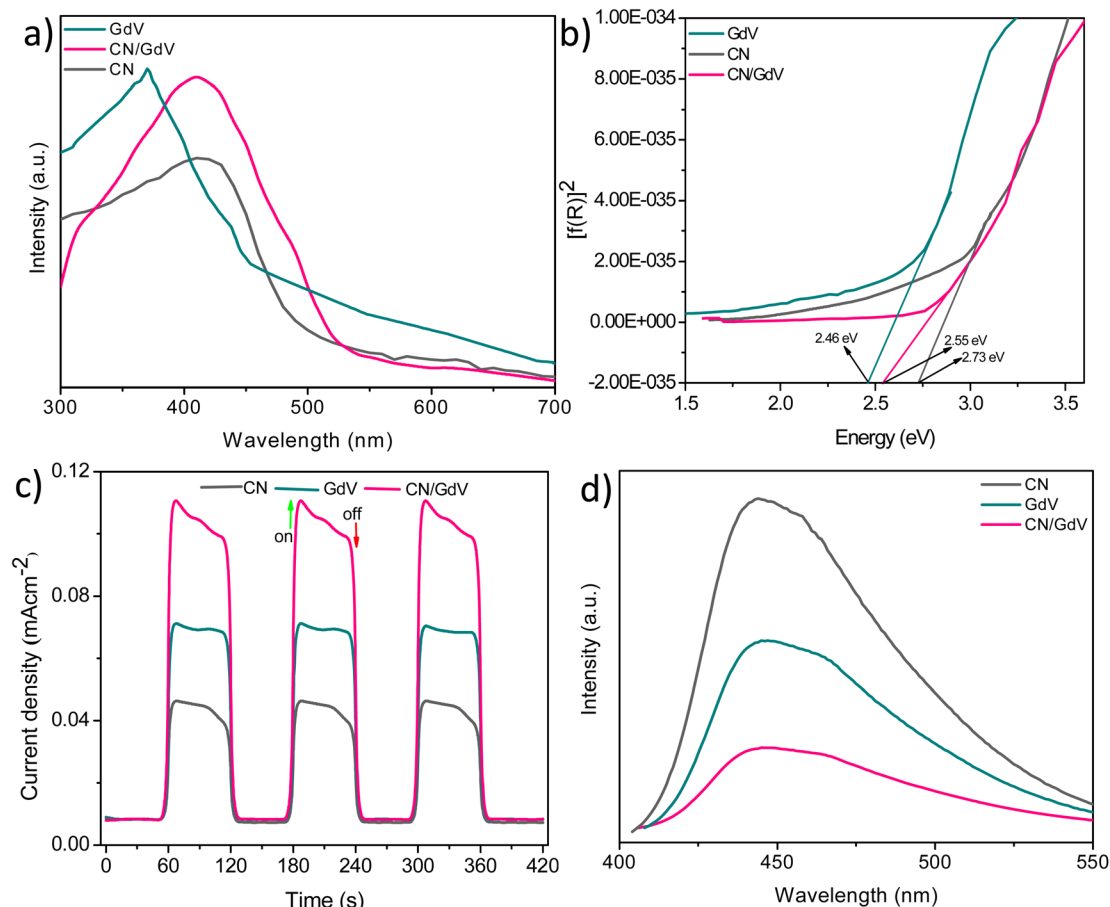 a)
GdV
CN/GdV
CN
Intensity (a.u.)
300 400 500 600 700
Wavelength (nm)
b)
GdV
CN
CN/GdV
[f(R)]²
1.00E-034
8.00E-035
6.00E-035
4.00E-035
2.00E-035
0.00E+000
-2.00E-035
2.46 eV
2.55 eV
2.73 eV
1.5 2.0 2.5 3.0 3.5
Energy (eV)
c)
CN GdV CN/GdV
on
off
Current density (mAcm⁻²)
0.12
0.08
0.04
0.00
0 60 120 180 240 300 360 420
Time (s)
d)
CN
GdV
CN/GdV
Intensity (a.u.)
400 450 500 550
Wavelength (nm)